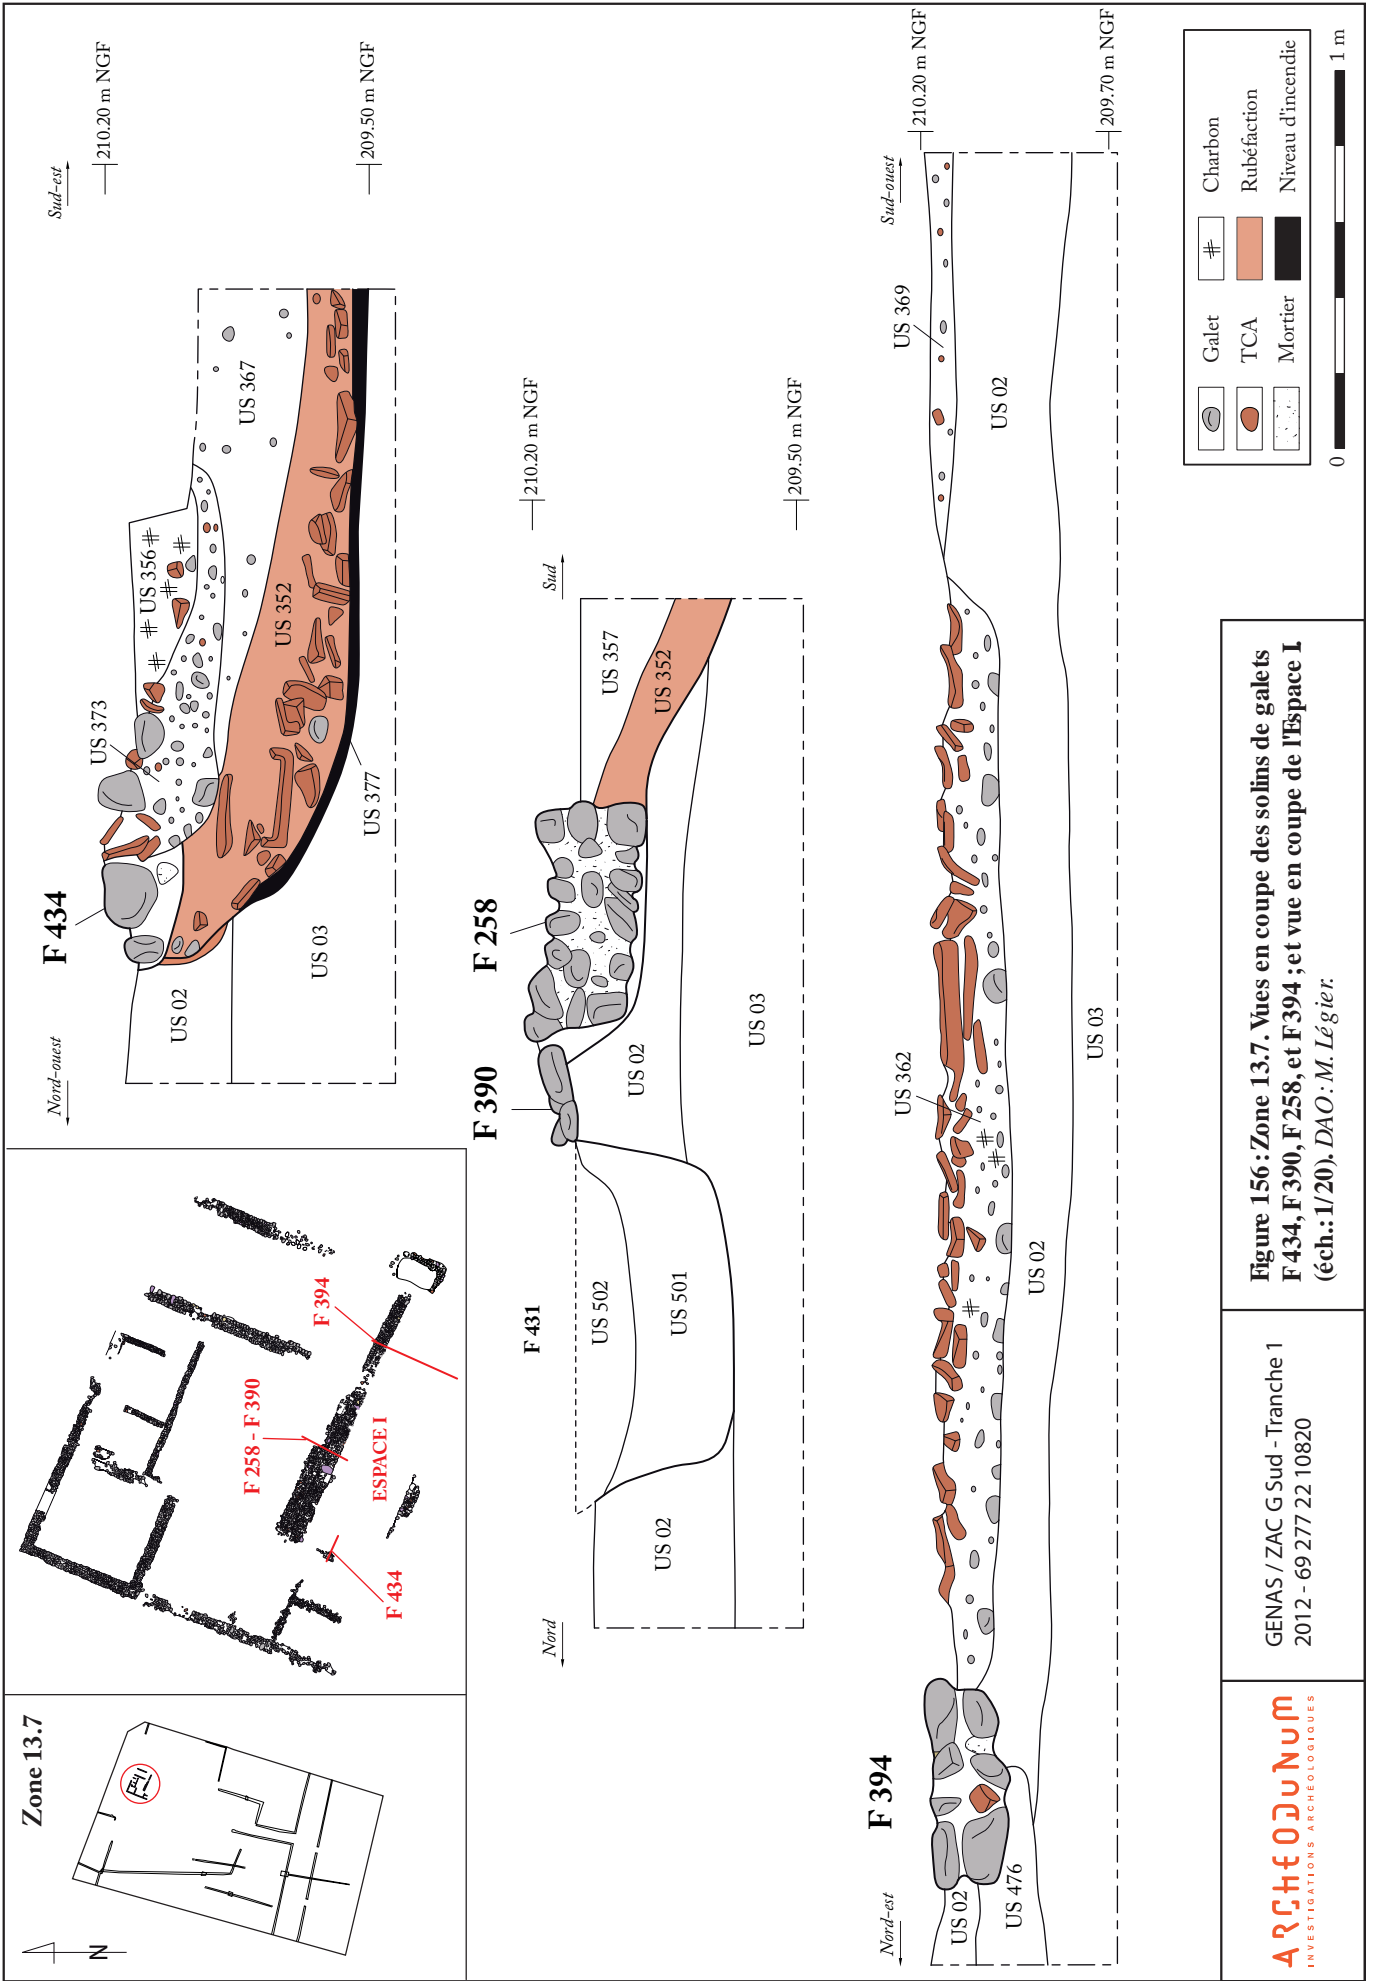 Zone 13.7
N
F 258 - F 390
F 394
ESPACE I
F 434
Nord-ouest
Sud-est
F 434
US 373
US 356
US 367
US 352
US 02
US 03
US 377
210.20 m NGF
209.50 m NGF
Nord
Sud
F 431
F 390
F 258
US 357
US 352
US 502
US 501
US 02
US 02
US 03
210.20 m NGF
209.50 m NGF
Nord-est
Sud-ouest
F 394
US 362
US 369
US 02
US 476
US 02
US 02
US 03
210.20 m NGF
209.70 m NGF
Galet
Charbon
TCA
Rubéfaction
Mortier
Niveau d'incendie
0
1 m
ARCHEODUNUM
INVESTIGATIONS ARCHÉOLOGIQUES
GENAS / ZAC G Sud - Tranche 1
2012 - 69 277 22 10820
Figure 156 : Zone 13.7. Vues en coupe des solins de galets
F 434, F 390, F 258, et F 394 ; et vue en coupe de l'Espace I.
(éch.: 1/20). DAO : M. Légier.